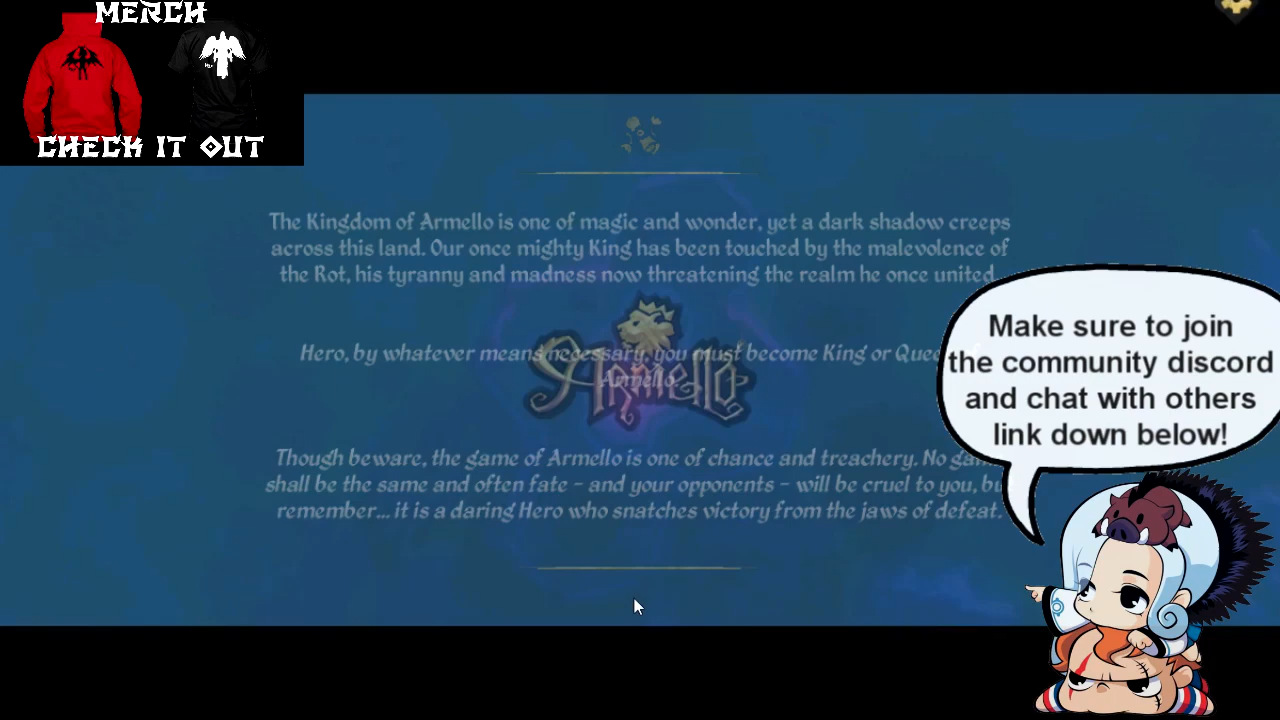 MERCH
CHECK IT OUT
The Kingdom of Armello is one of magic and wonder, yet a dark shadow creeps
across this land. Our once mighty King has been touched by the malevolence of
the Rot, his tyranny and madness now threatening the realm he once united.
Hero, by whatever means necessary, you must become King or Queen
Armello.
Armello
Though beware, the game of Armello is one of chance and treachery. No game
shall be the same and often fate – and your opponents – will be cruel to you, but
remember... it is a daring Hero who snatches victory from the jaws of defeat.
Make sure to join
the community discord
and chat with others
link down below!